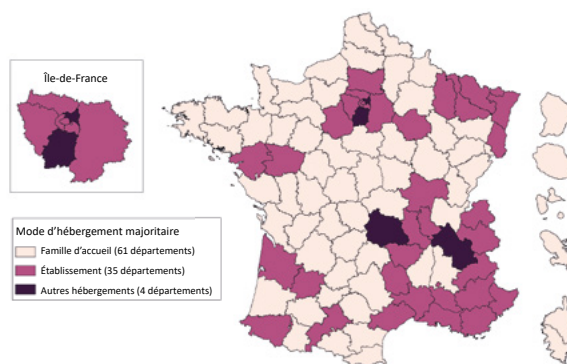 Île-de-France
Mode d’hébergement majoritaire
Famille d’accueil (61 départements)
Établissement (35 départements)
Autres hébergements (4 départements)